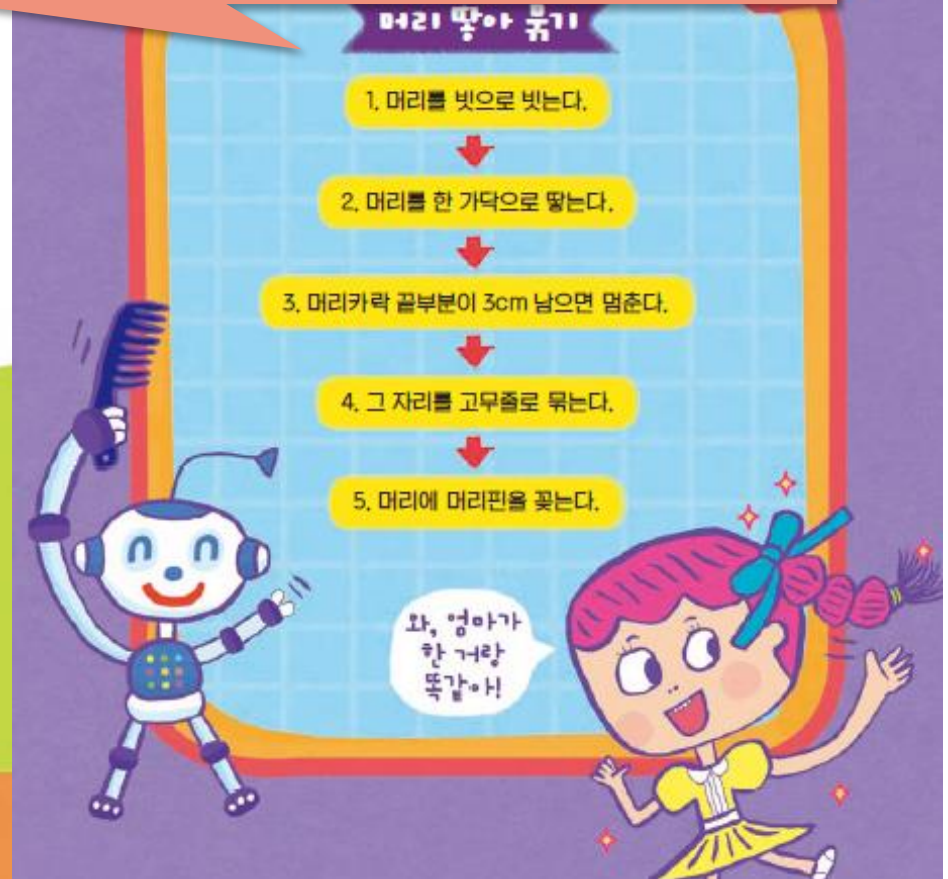 머리 땋아 묶기
1. 머리를 빗으로 빗는다.
2. 머리를 한 가닥으로 땋는다.
3. 머리카락 끝부분이 3cm 남으면 멈춘다.
4. 그 자리를 고무줄로 묶는다.
5. 머리에 머리핀을 꽂는다.
와, 엄마가
한 거랑
똑같아!